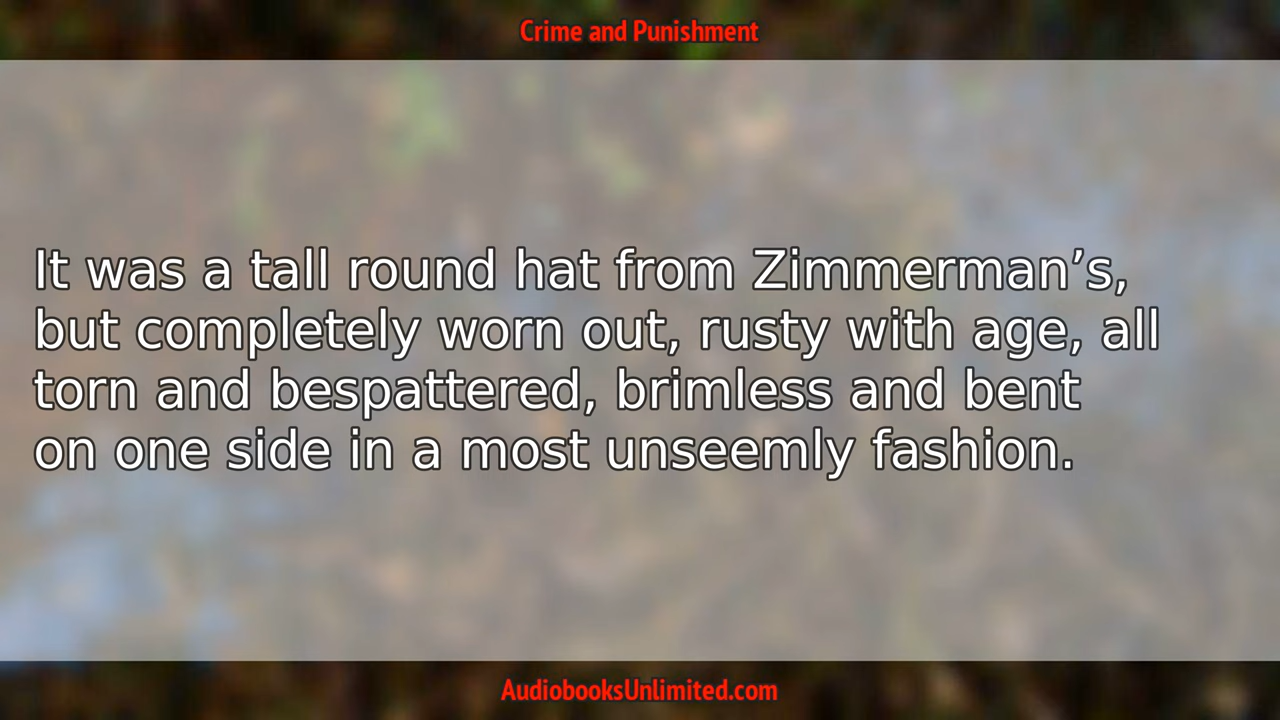 Crime and Punishment
It was a tall round hat from Zimmerman’s,
but completely worn out, rusty with age, all
torn and bespattered, brimless and bent
on one side in a most unseemly fashion.
AudiobooksUnlimited.com